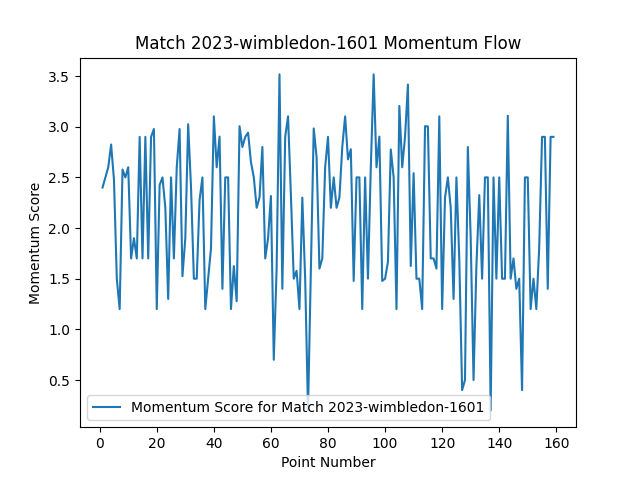 Match 2023-wimbledon-1601 Momentum Flow
Momentum Score
3.5
3.0
2.5
2.0
1.5
1.0
0.5
Momentum Score for Match 2023-wimbledon-1601
0 20 40 60 80 100 120 140 160
Point Number